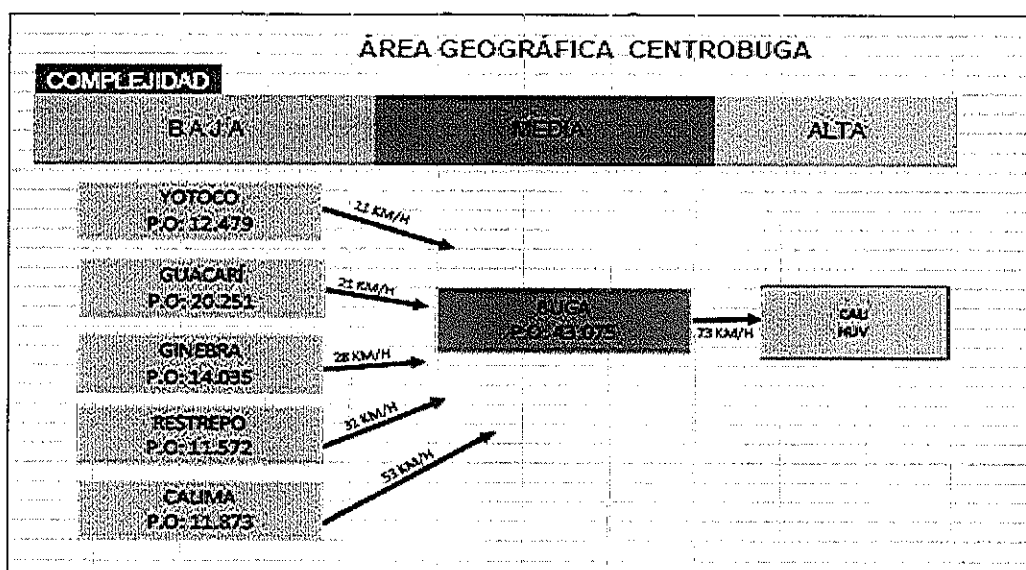 ÁREA GEOGRÁFICA CENTROBUGA
COMPLEJIDAD
BAJA
MEDIA
ALTA
YOTOCO
P.O: 12.479
21 KM/H
GUACARÍ
P.O: 20.251
21 KM/H
BUGA
P.O: 43.075
73 KM/H
CALI
HUV
GINEBRA
P.O: 14.035
28 KM/H
RESTREPO
P.O: 11.572
32 KM/H
CALIMA
P.O: 11.873
53 KM/H